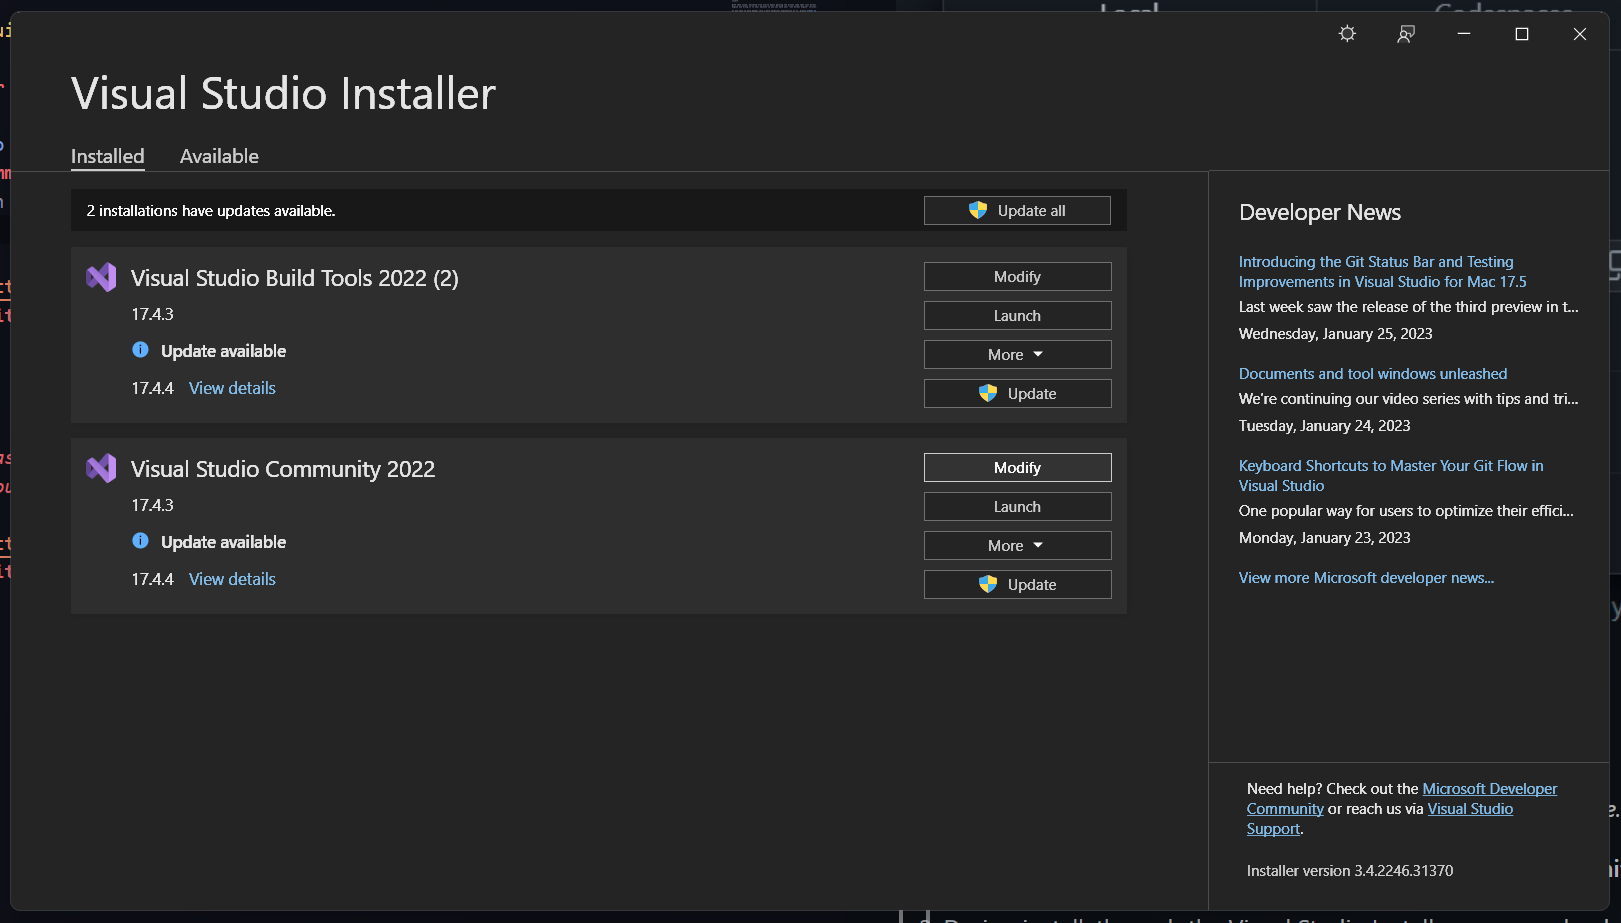 Visual Studio Installer
Installed
Available
2 installations have updates available.
Update all
Visual Studio Build Tools 2022 (2)
17.4.3
Update available
17.4.4 View details
Modify
Launch
More
Update
Visual Studio Community 2022
17.4.3
Update available
17.4.4 View details
Modify
Launch
More
Update
Developer News
Introducing the Git Status Bar and Testing
Improvements in Visual Studio for Mac 17.5
Last week saw the release of the third preview in t...
Wednesday, January 25, 2023
Documents and tool windows unleashed
We're continuing our video series with tips and tri...
Tuesday, January 24, 2023
Keyboard Shortcuts to Master Your Git Flow in
Visual Studio
One popular way for users to optimize their effici...
Monday, January 23, 2023
View more Microsoft developer news...
Need help? Check out the Microsoft Developer
Community or reach us via Visual Studio
Support.
Installer version 3.4.2246.31370